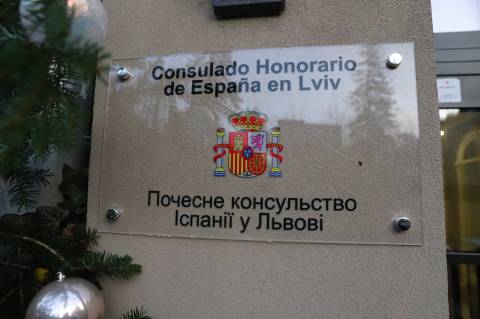 Consulado Honorario
de España en Lviv
Почесне консульство
Іспанії у Львові